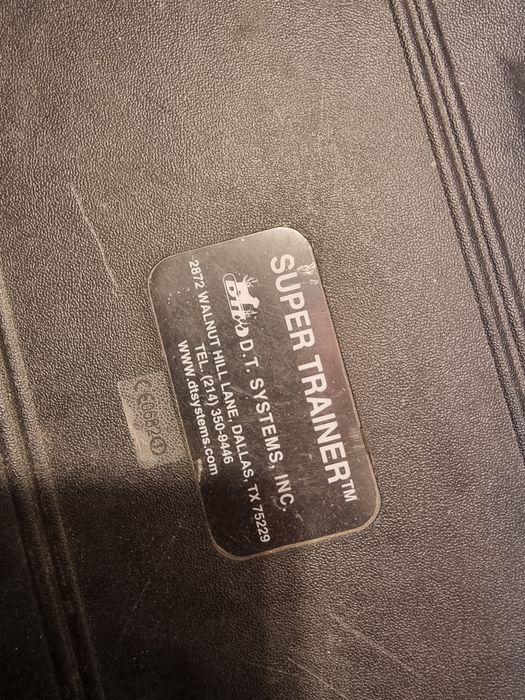 SUPER TRAINER™
D.T. SYSTEMS, INC.
2872 WALNUT HILL LANE, DALLAS, TX 75229
TEL. (214) 350-9446
www.dtsystems.com